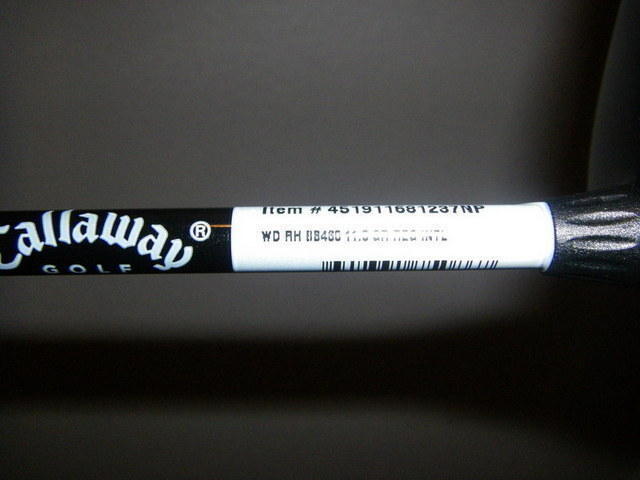 Callaway®
GOLF
Item # 451911681237NP
WD RH BB460 11.0 GR REG INTL